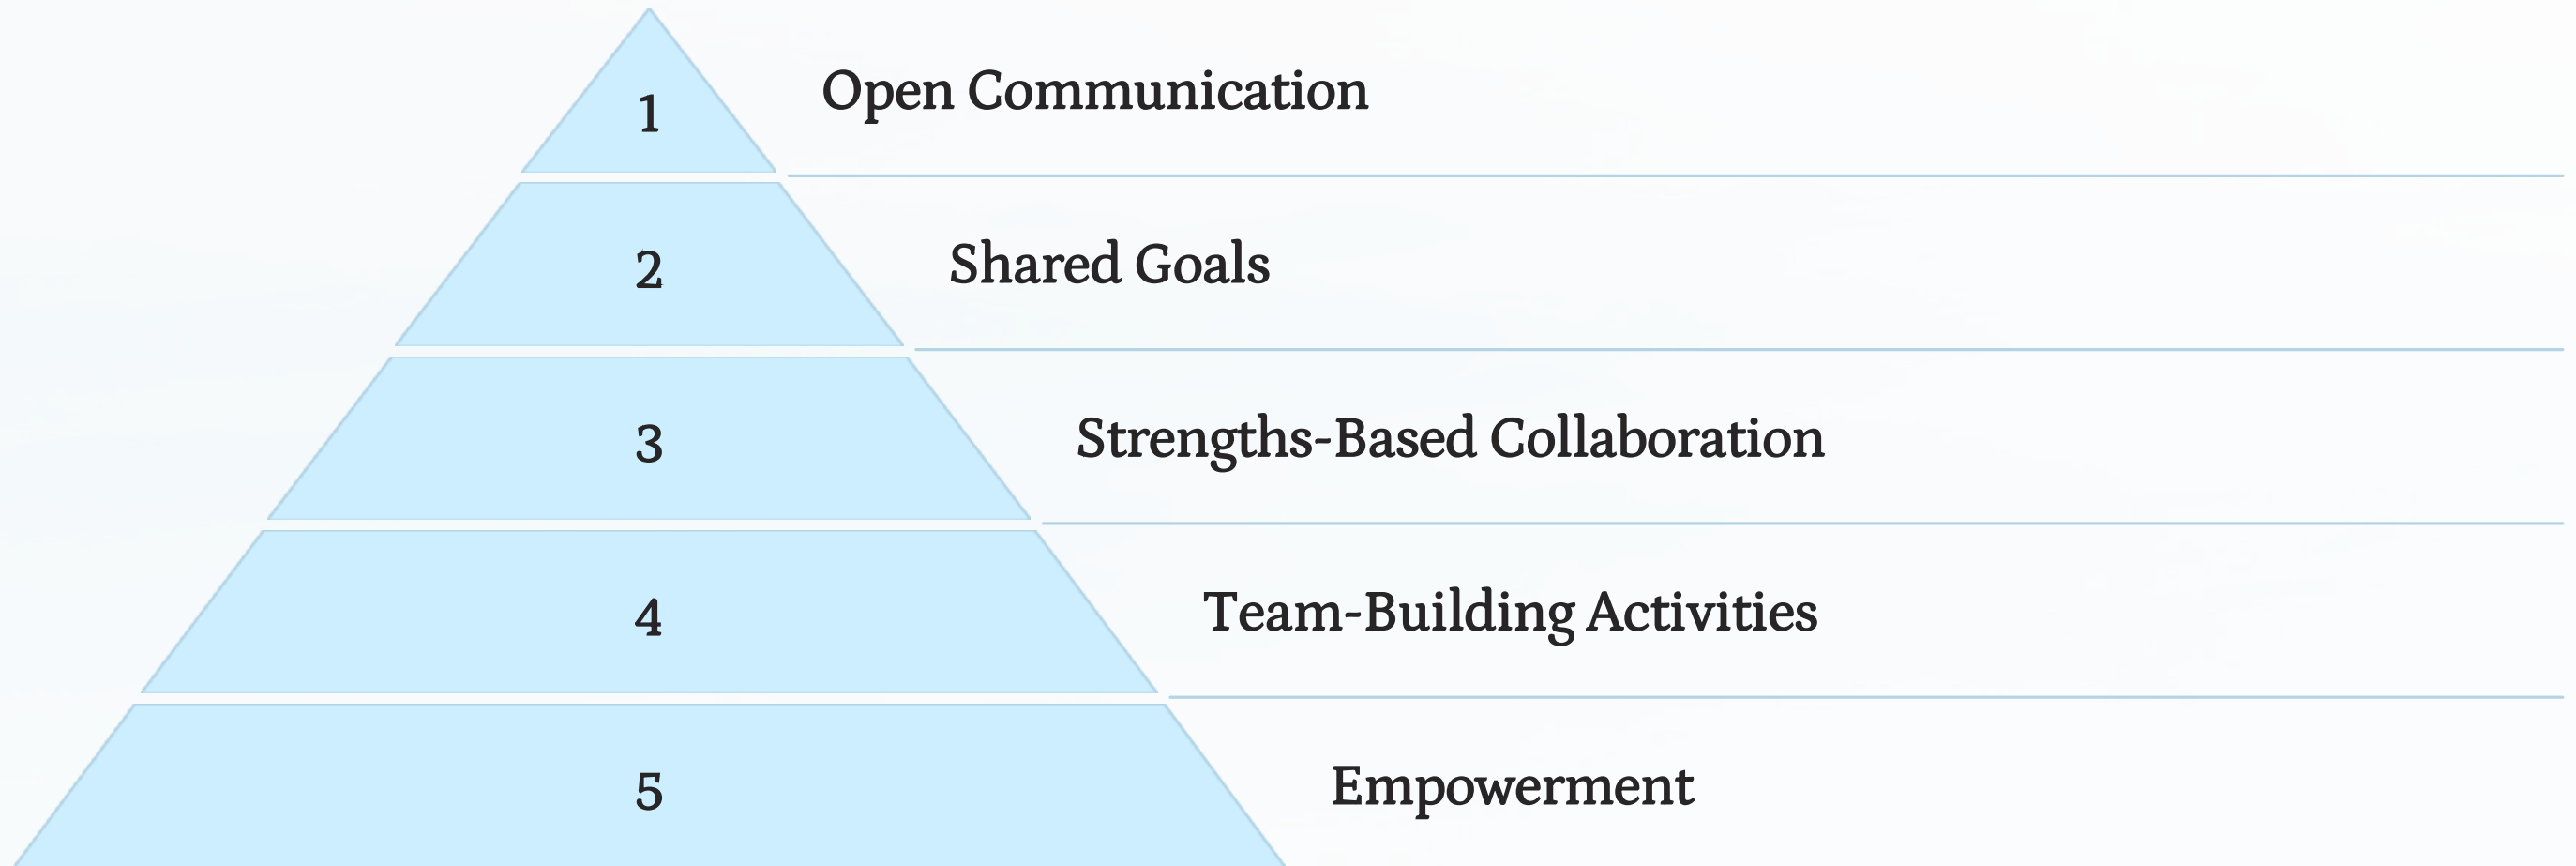 1 Open Communication
2 Shared Goals
3 Strengths-Based Collaboration
4 Team-Building Activities
5 Empowerment